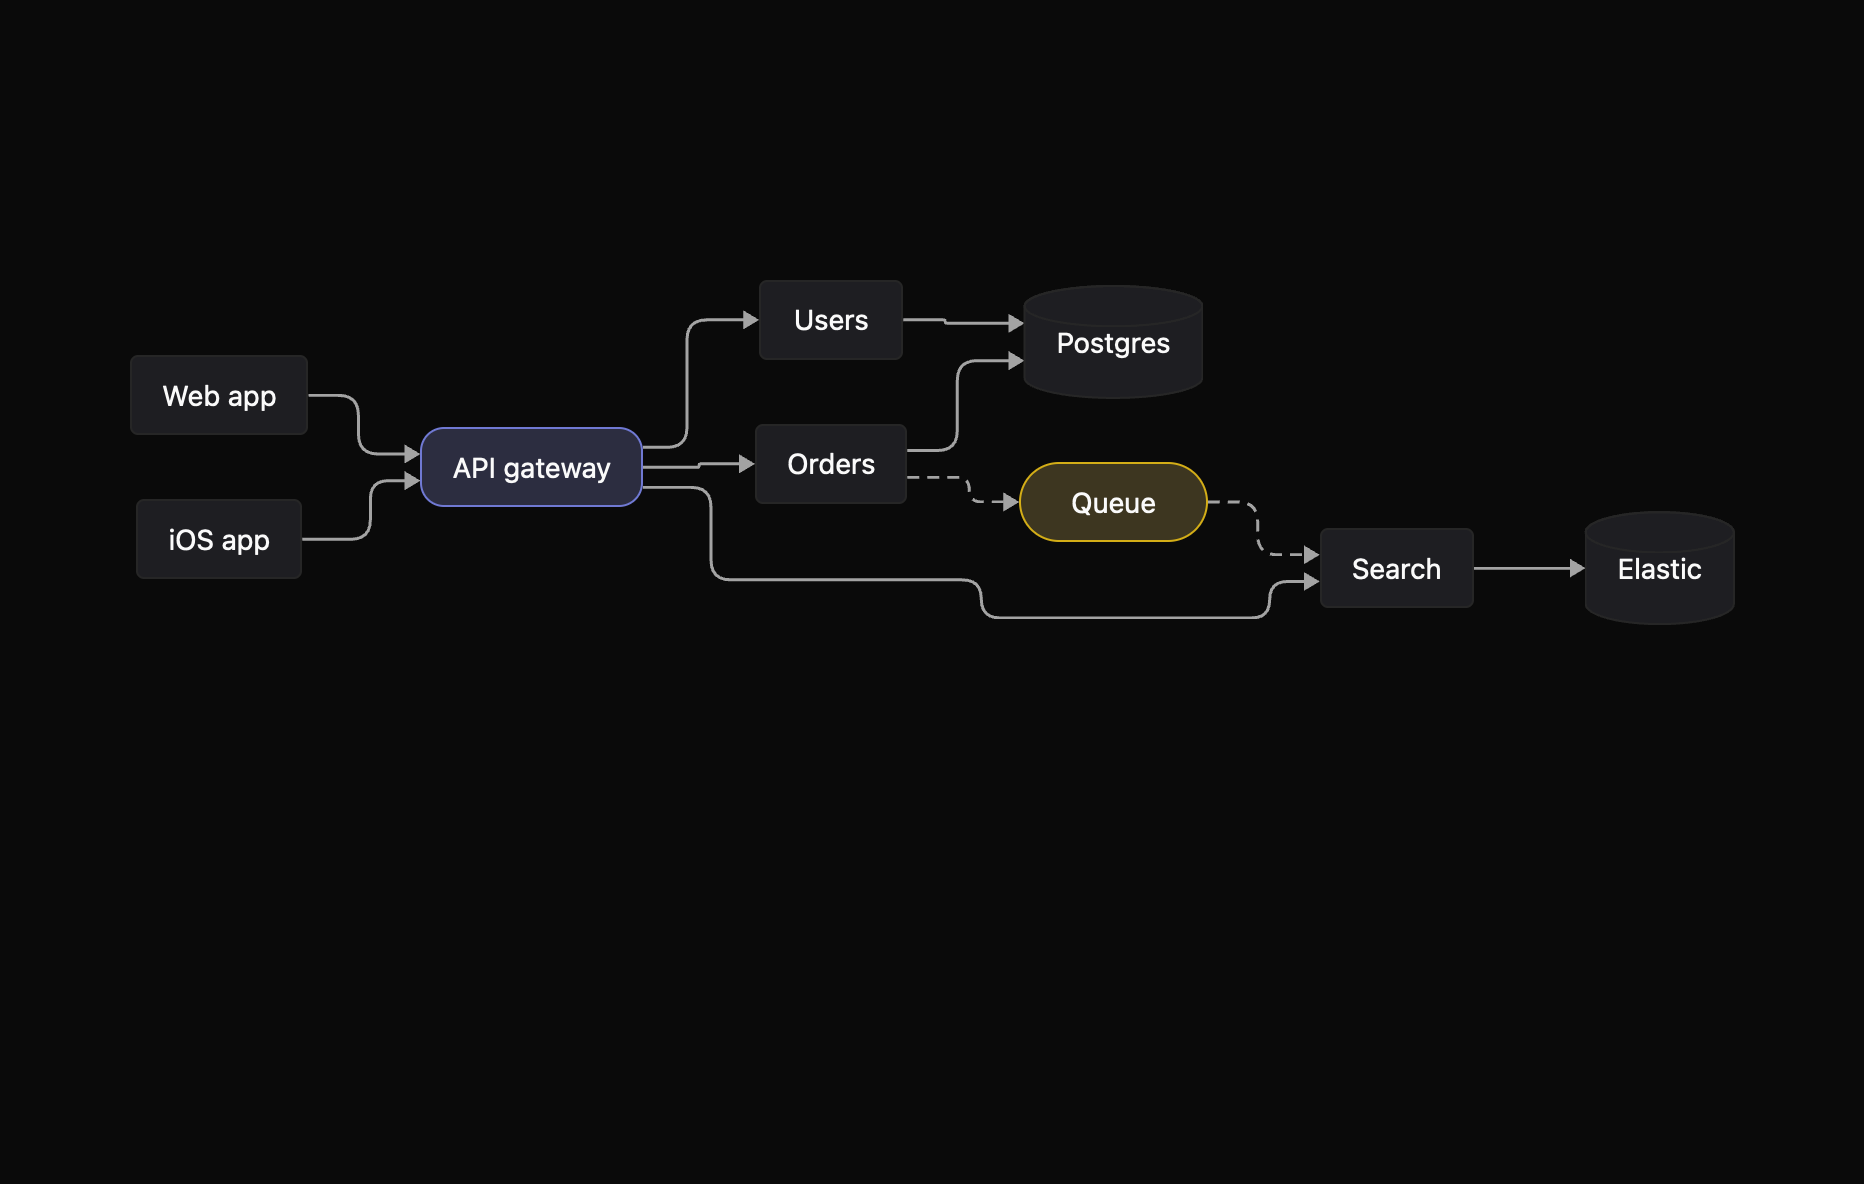 Web app
iOS app
API gateway
Users
Orders
Postgres
Queue
Search
Elastic